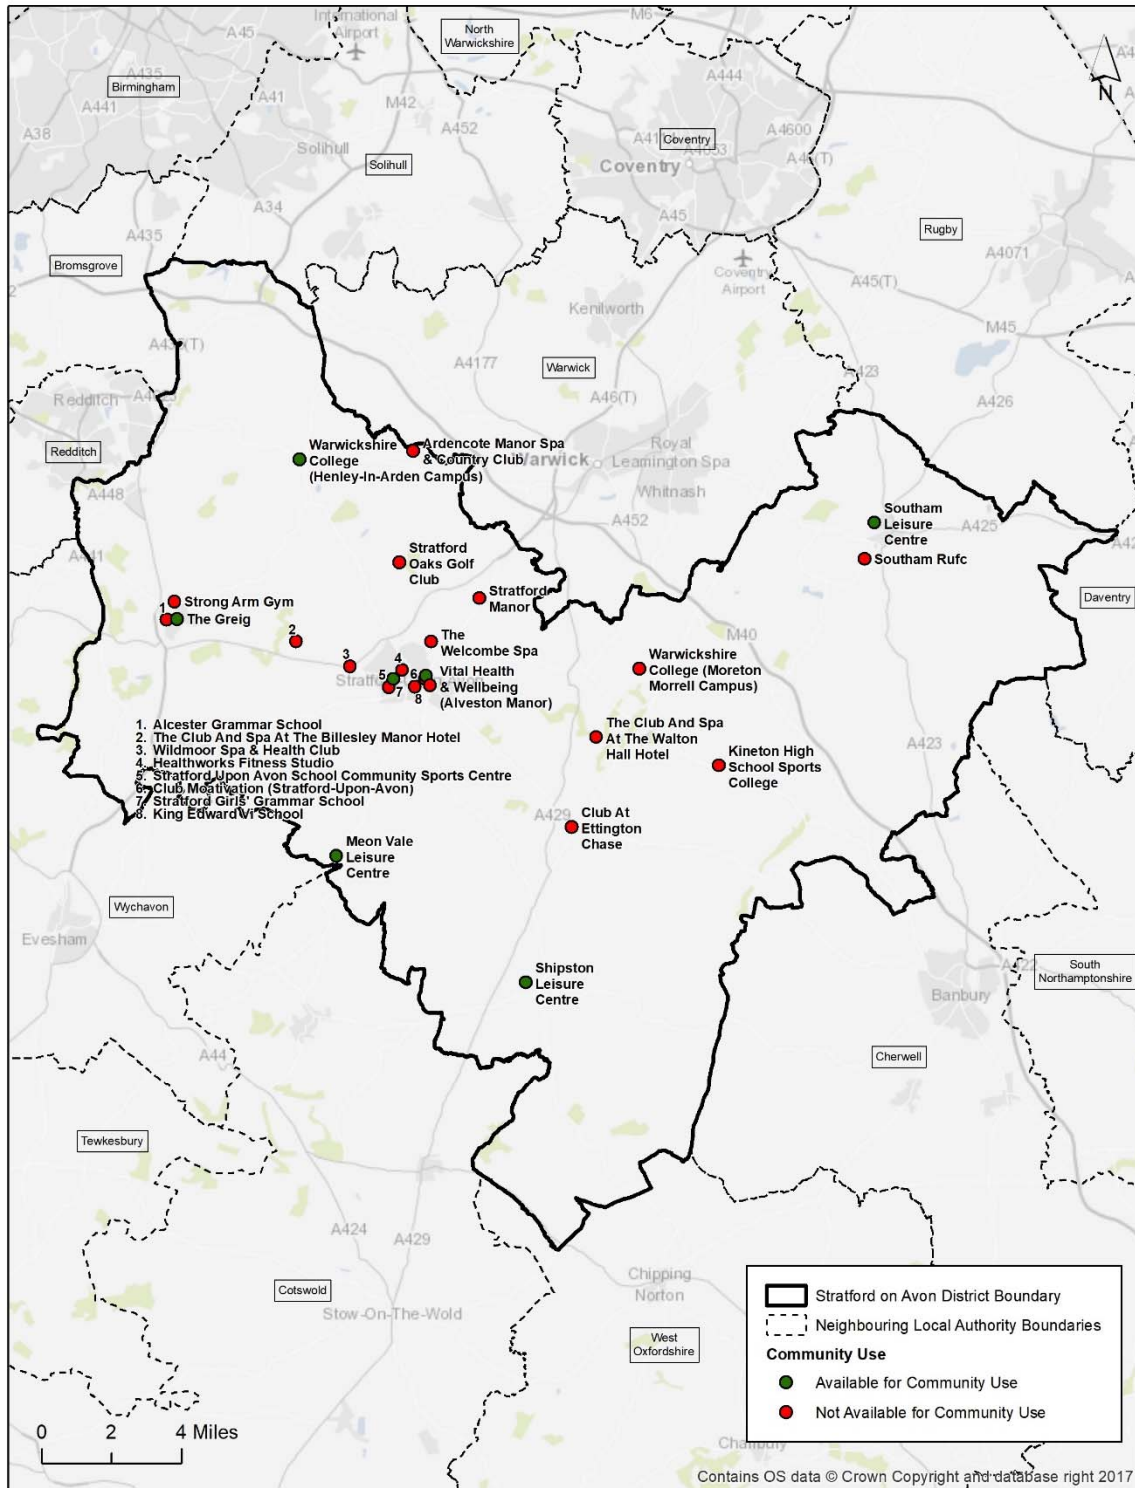 International
Airport
M6
A45
North
Warwickshire
A444
A435
Birmingham
A441
A41
M42
A38
A452
Coventry
A4600
Solihull
Solihull
Coventry
A34
A45
Rugby
A4071
A435
Bromsgrove
Coventry
Airport
A45(T)
Kenilworth
M45
A4177
Warwick
A423
Redditch
A46(T)
A426
Redditch
Warwickshire
College
(Henley-In-Arden Campus)
Ardencote Manor Spa
& Country Club
Warwick
Royal
Leamington Spa
Whitnash
A448
A452
Southam
Leisure
Centre
A425
Southam Rufc
A441
Stratford
Oaks Golf
Club
Stratford
Manor
Daventry
Strong Arm Gym
1
The Greig
M40
2
The
Welcombe Spa
3
4
5
6
7
8
Vital Health
& Wellbeing
(Alveston Manor)
Warwickshire
College (Moreton
Morrell Campus)
The Club And Spa
At The Walton
Hall Hotel
Kineton High
School Sports
College
A423
1. Alcester Grammar School
2. The Club And Spa At The Billesley Manor Hotel
3. Wildmoor Spa & Health Club
4. Healthworks Fitness Studio
5. Stratford Upon Avon School Community Sports Centre
6. Club Moativation (Stratford-Upon-Avon)
7. Stratford Girls' Grammar School
8. King Edward Vi School
A429
Club At
Ettington
Chase
Meon Vale
Leisure
Centre
Wychavon
Evesham
Shipston
Leisure
Centre
A422
South
Northamptonshire
Banbury
A44
Cherwell
Tewkesbury
A424
A429
Cotswold
Chipping
Norton
Stow-On-The-Wold
West
Oxfordshire
N
Stratford on Avon District Boundary
Neighbouring Local Authority Boundaries
Community Use
Available for Community Use
Not Available for Community Use
0 2 4 Miles
Contains OS data © Crown Copyright and database right 2017